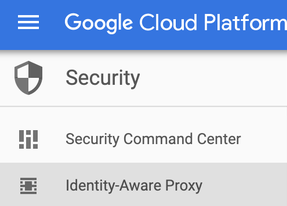 Google Cloud Platform
Security
Security Command Center
Identity-Aware Proxy